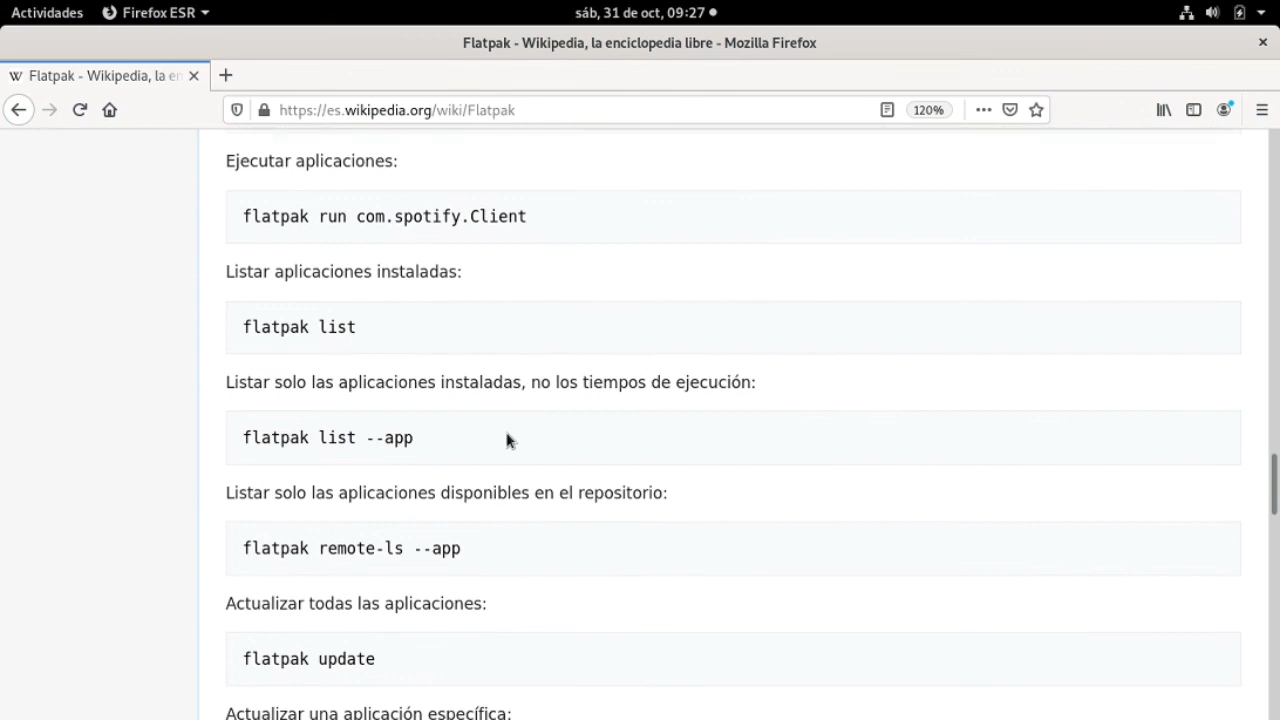 Actividades Firefox ESR sáb, 31 de oct, 09:27
Flatpak - Wikipedia, la enciclopedia libre - Mozilla Firefox
W Flatpak - Wikipedia, la en
https://es.wikipedia.org/wiki/Flatpak 120%
Ejecutar aplicaciones:
flatpak run com.spotify.Client
Listar aplicaciones instaladas:
flatpak list
Listar solo las aplicaciones instaladas, no los tiempos de ejecución:
flatpak list --app
Listar solo las aplicaciones disponibles en el repositorio:
flatpak remote-ls --app
Actualizar todas las aplicaciones:
flatpak update
Actualizar una aplicación específica: